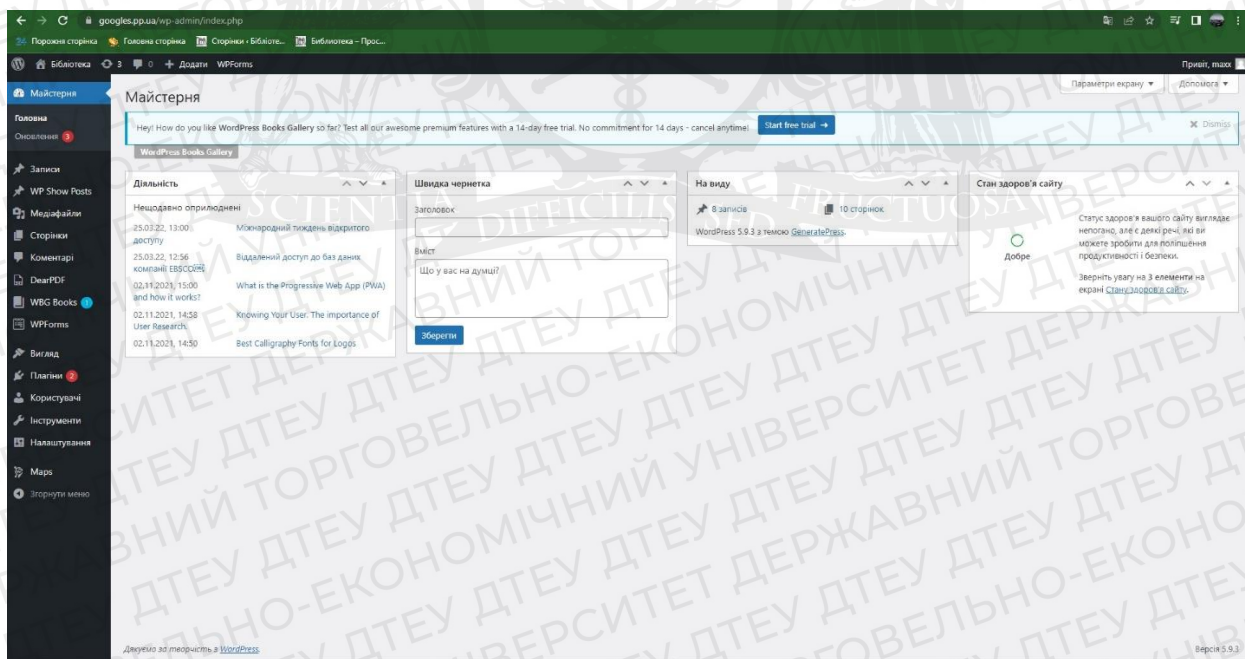 googles.pp.ua/wp-admin/index.php
Порожня сторінка Головна сторінка Сторінки ‹ Бібліоте... Библиотека – Прос...
Бібліотека 3 0 + Додати WPForms Привіт, maxx
Майстерня
Головна
Оновлення 3
Записи
WP Show Posts
Медіафайли
Сторінки
Коментарі
DearPDF
WBG Books 1
WPForms
Вигляд
Плагіни 2
Користувачі
Інструменти
Налаштування
Maps
Згорнути меню
Параметри екрану Допомога
Майстерня
Hey! How do you like WordPress Books Gallery so far? Test all our awesome premium features with a 14-day free trial. No commitment for 14 days - cancel anytime! Start free trial → Dismiss
WordPress Books Gallery
Діяльність
Нещодавно оприлюднені
25.03.22, 13:00 Міжнародний тиждень відкритого
доступу
25.03.22, 12:56 Віддалений доступ до баз даних
компанії EBSCO
02.11.2021, 15:00 What is the Progressive Web App (PWA)
and how it works?
02.11.2021, 14:58 Knowing Your User. The importance of
User Research.
02.11.2021, 14:50 Best Calligraphy Fonts for Logos
Швидка чернетка
Заголовок
Вміст
Що у вас на думці?
Зберегти
На виду
8 записів 10 сторінок
WordPress 5.9.3 з темою GeneratePress.
Стан здоров'я сайту
Добре
Статус здоров'я вашого сайту виглядає
непогано, але є деякі речі, які ви
можете зробити для поліпшення
продуктивності і безпеки.
Зверніть увагу на 3 елементи на
екрані Стану здоров'я сайту.
SCIENTIA DIFFICILIS SED FRUCTUOSA
ДТЕУ ДЕРЖАВНИЙ ТОРГОВЕЛЬНО-ЕКОНОМІЧНИЙ УНІВЕРСИТЕТ ДТЕУ
Дякуємо за творчість з WordPress.
Версія 5.9.3